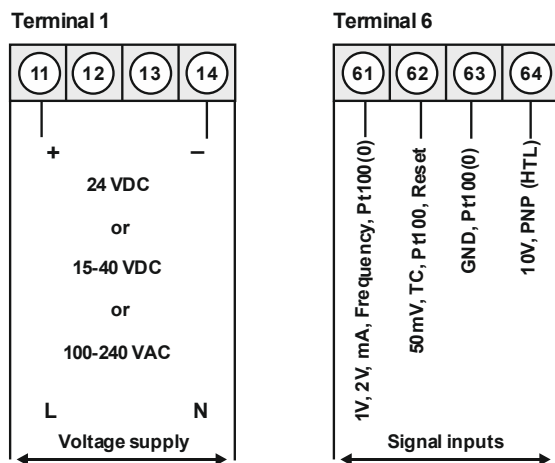 Terminal 1
11 12 13 14
+ –
24 VDC
or
15-40 VDC
or
100-240 VAC
L N
Voltage supply
Terminal 6
61 62 63 64
1V, 2V, mA, Frequency, Pt100(0)
50mV, TC, Pt100, Reset
GND, Pt100(0)
10V, PNP (HTL)
Signal inputs